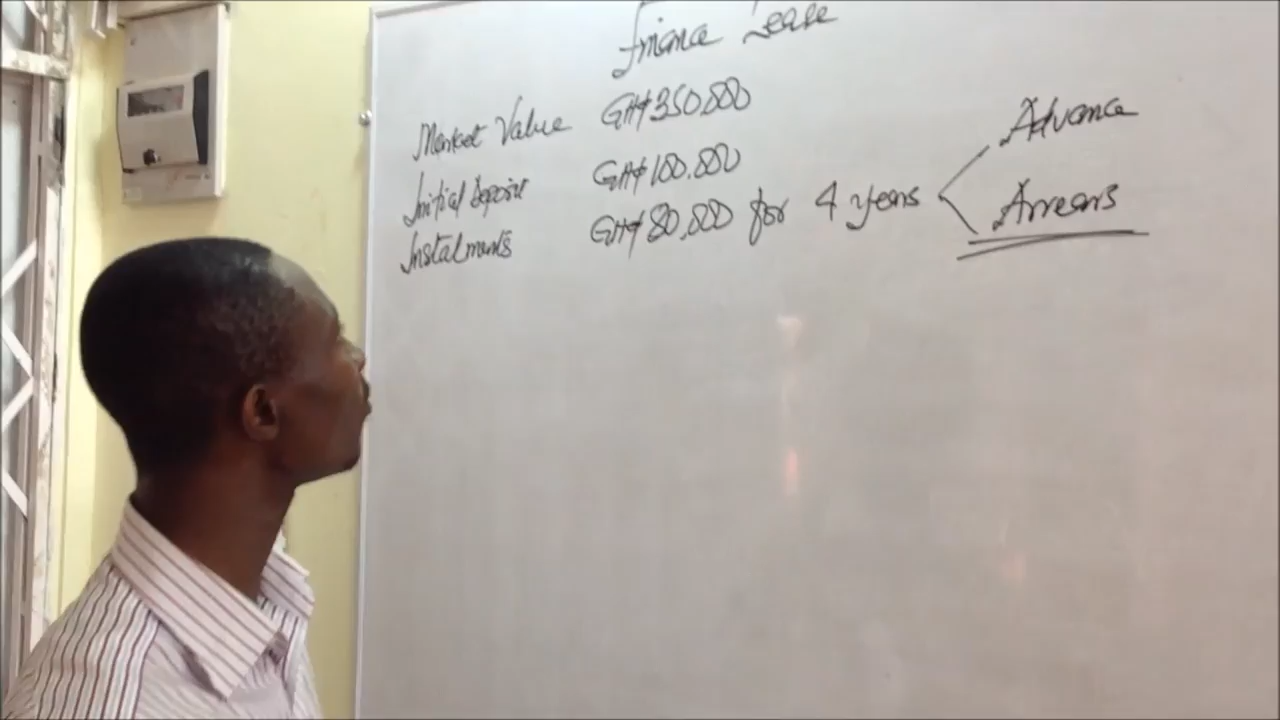 Finance Lease
Market Value GH¢350,000
Initial Deposit GH¢100,000
Instalments GH¢80,000 for 4 years
Advance
Arrears